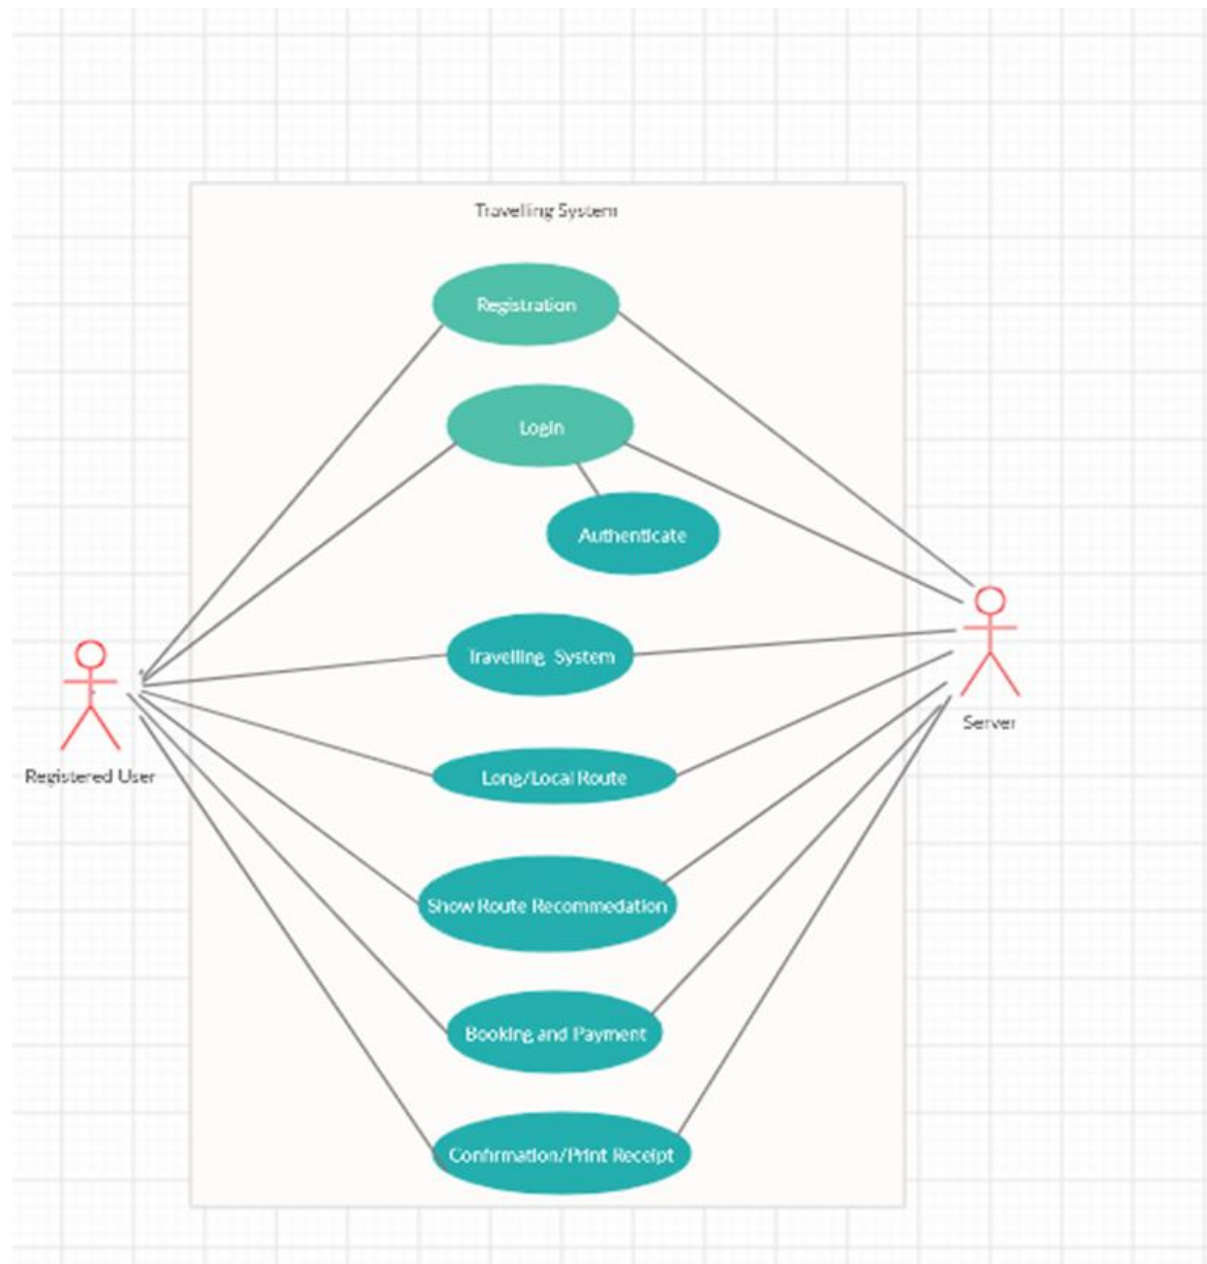 Travelling System
Registration
Login
Authenticate
Travelling System
Server
Long/Local Route
Registered User
Show Route Recommedation
Booking and Payment
Confirmation/Print Receipt